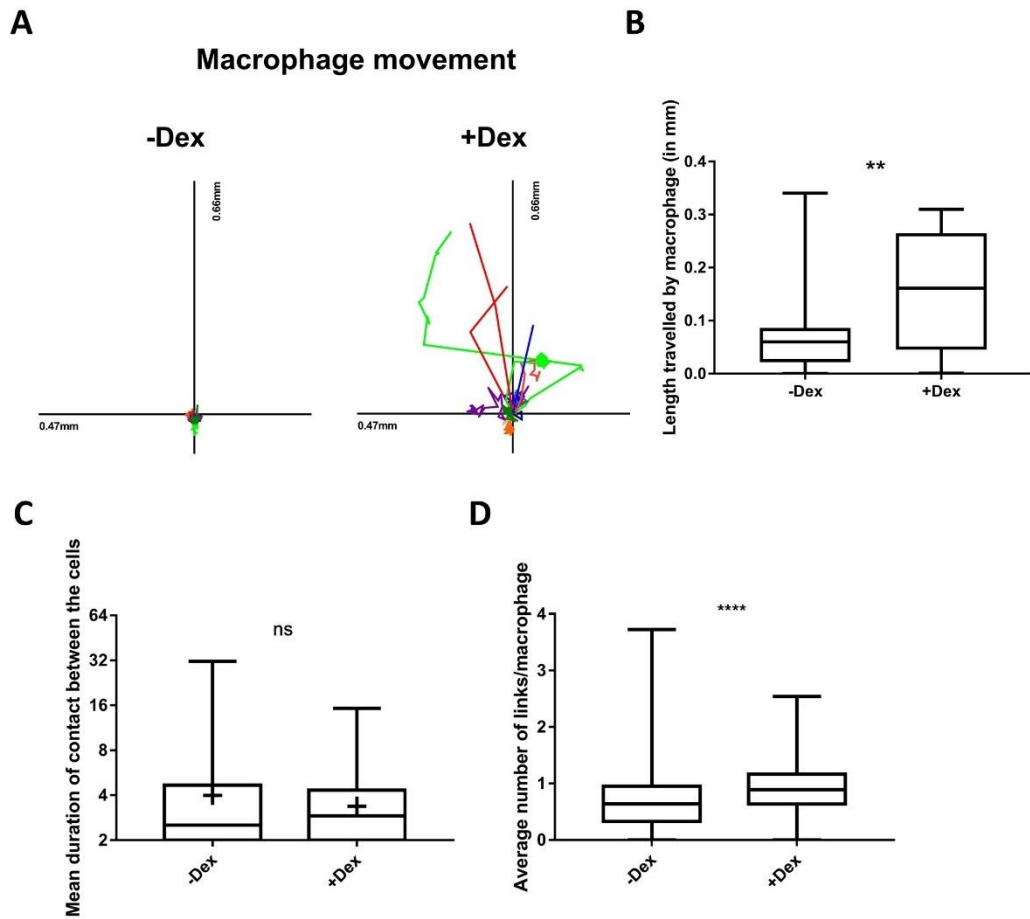 A
Macrophage movement
-Dex
+Dex
0.66mm
0.47mm
0.66mm
0.47mm
B
Length travelled by macrophage (in mm)
0.4
0.3
0.2
0.1
0.0
**
-Dex
+Dex
C
Mean duration of contact between the cells
64
32
16
8
4
2
ns
-Dex
+Dex
D
Average number of links/macrophage
4
3
2
1
0
****
-Dex
+Dex